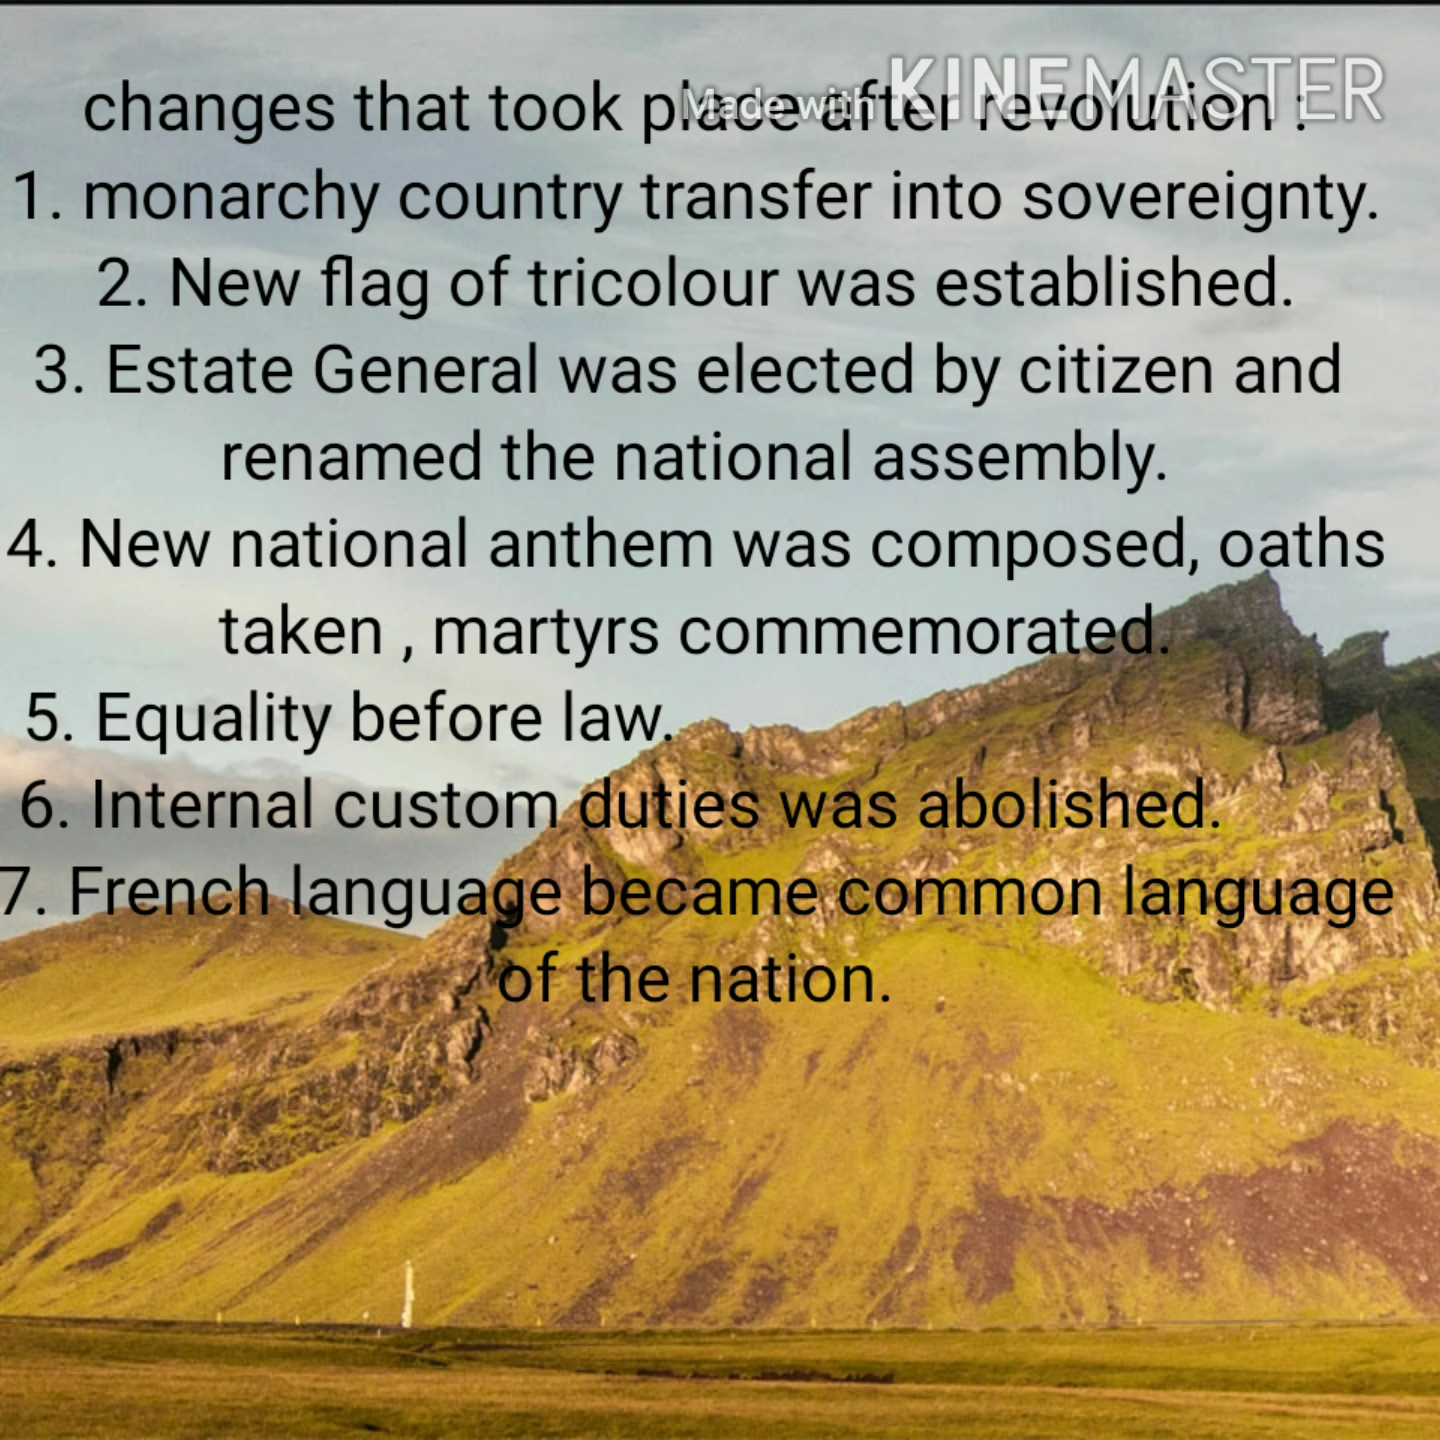 Made with KINEMASTER
changes that took place after revolution :
1. monarchy country transfer into sovereignty.
2. New flag of tricolour was established.
3. Estate General was elected by citizen and
renamed the national assembly.
4. New national anthem was composed, oaths
taken , martyrs commemorated.
5. Equality before law.
6. Internal custom duties was abolished.
7. French language became common language
of the nation.